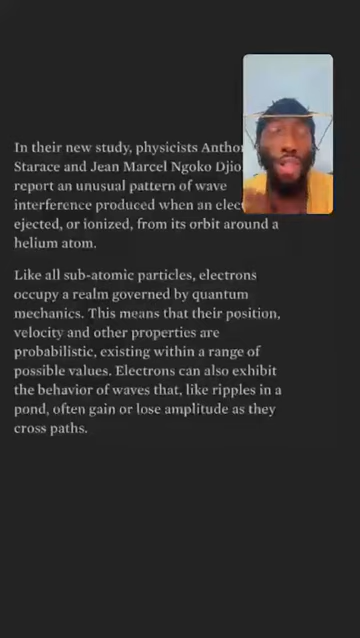 In their new study, physicists
Starace and Jean Marcel Ngoko
report an unusual pattern of wave
interference produced when an
ejected, or ionized, from its orbit around a
helium atom.
Like all sub-atomic particles, electrons
occupy a realm governed by quantum
mechanics. This means that their position,
velocity and other properties are
probabilistic, existing within a range of
possible values. Electrons can also exhibit
the behavior of waves that, like ripples in a
pond, often gain or lose amplitude as they
cross paths.